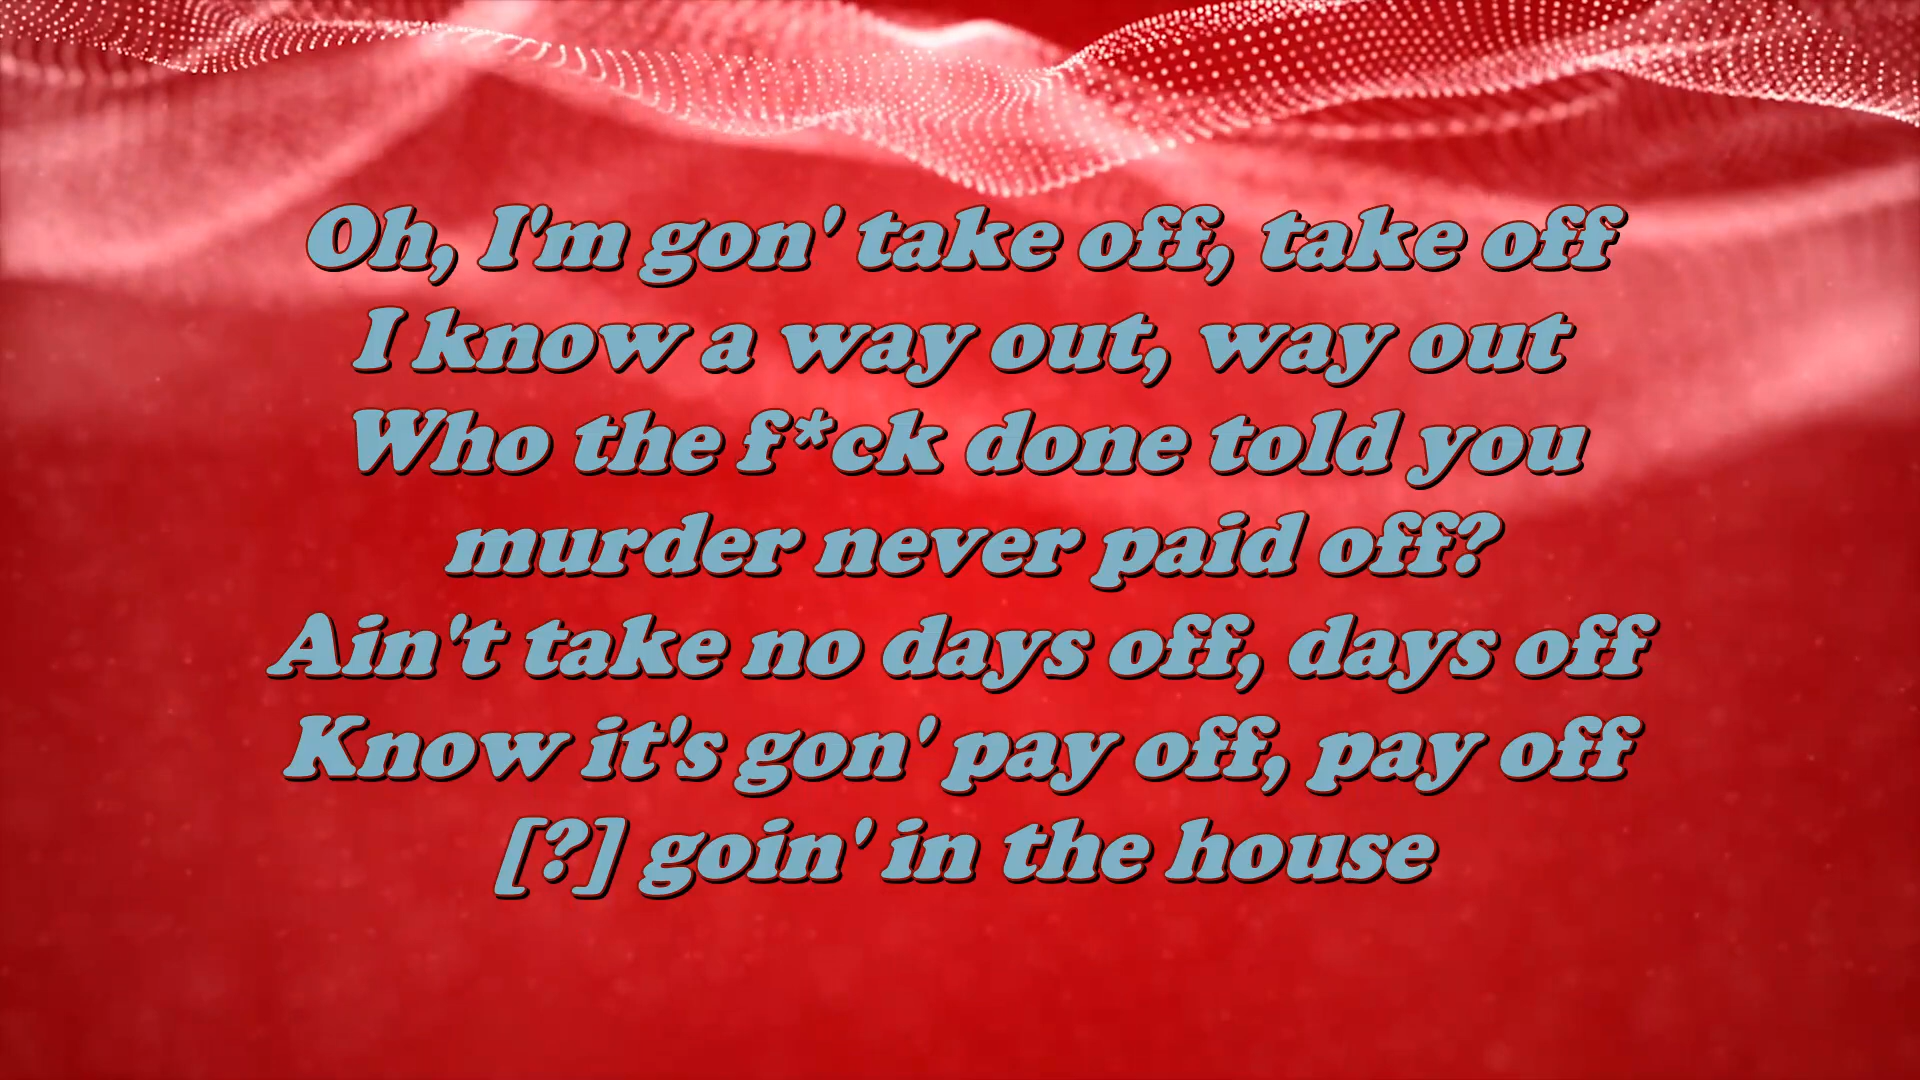 Oh, I'm gon' take off, take off
I know a way out, way out
Who the f*ck done told you
murder never paid off?
Ain't take no days off, days off
Know it's gon' pay off, pay off
[?] goin' in the house